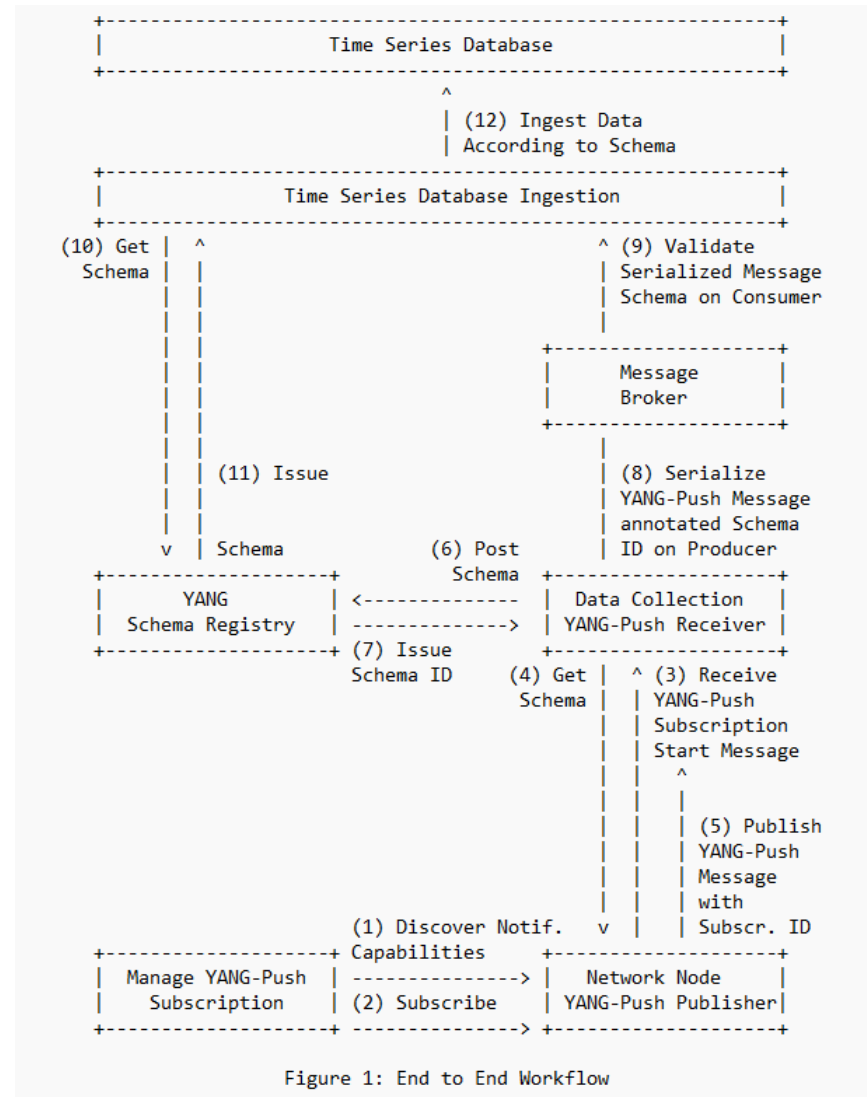 Time Series Database
(12) Ingest Data
According to Schema
Time Series Database Ingestion
(10) Get ^ ^ (9) Validate
Schema Serialized Message
Schema on Consumer
Message
Broker
(11) Issue (8) Serialize
YANG-Push Message
annotated Schema
v Schema (6) Post ID on Producer
Schema
YANG <-------------- Data Collection
Schema Registry --------------> YANG-Push Receiver
(7) Issue
Schema ID (4) Get ^ (3) Receive
Schema YANG-Push
Subscription
Start Message
^
(5) Publish
YANG-Push
Message
with
(1) Discover Notif. v Subscr. ID
Capabilities
Manage YANG-Push ---------------> Network Node
Subscription (2) Subscribe YANG-Push Publisher
--------------->
Figure 1: End to End Workflow